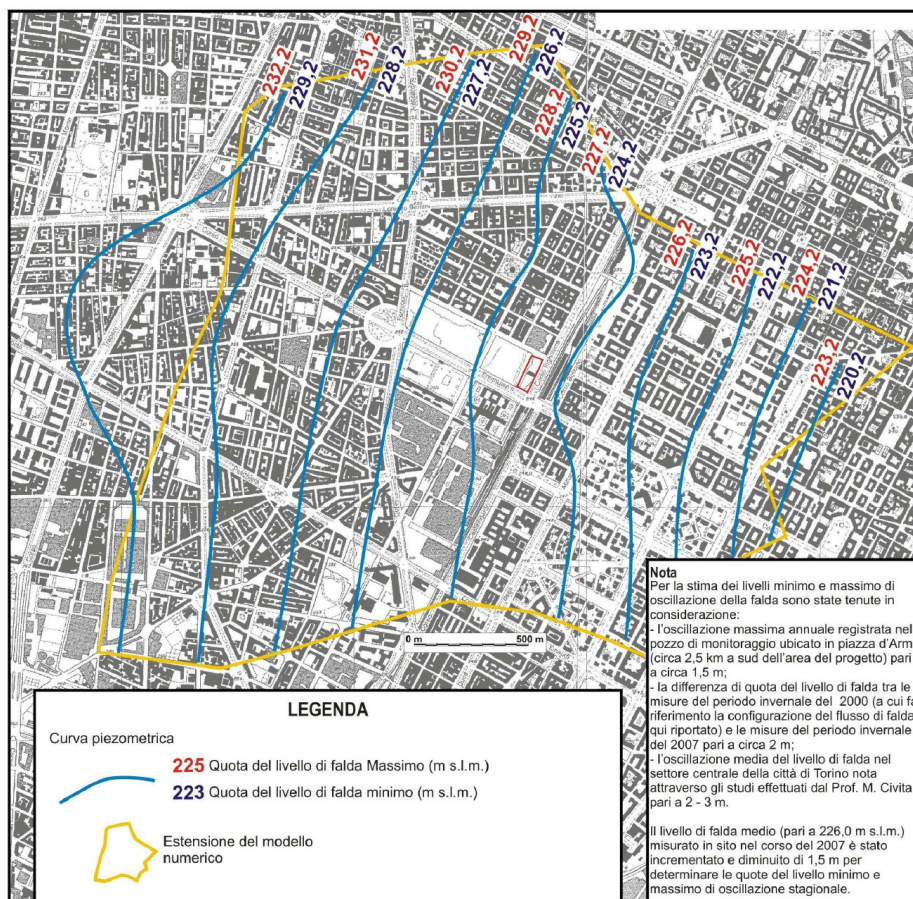 232,2
229,2
231,2
228,2
230,2
227,2
229,2
226,2
228,2
225,2
227,2
224,2
226,2
223,2
225,2
222,2
224,2
221,2
223,2
220,2
0 m 500 m
LEGENDA
Curva piezometrica
225 Quota del livello di falda Massimo (m s.l.m.)
223 Quota del livello di falda minimo (m s.l.m.)
Estensione del modello
numerico
Nota
Per la stima dei livelli minimo e massimo di
oscillazione della falda sono state tenute in
considerazione:
- l'oscillazione massima annuale registrata nel
pozzo di monitoraggio ubicato in piazza d'Arm
(circa 2,5 km a sud dell'area del progetto) pari
a circa 1,5 m;
- la differenza di quota del livello di falda tra le
misure del periodo invernale del 2000 (a cui fa
riferimento la configurazione del flusso di falda
qui riportato) e le misure del periodo invernale
del 2007 pari a circa 2 m;
- l'oscillazione media del livello di falda nel
settore centrale della città di Torino nota
attraverso gli studi effettuati dal Prof. M. Civita
pari a 2 - 3 m.
Il livello di falda medio (pari a 226,0 m s.l.m.)
misurato in sito nel corso del 2007 è stato
incrementato e diminuito di 1,5 m per
determinare le quote del livello minimo e
massimo di oscillazione stagionale.